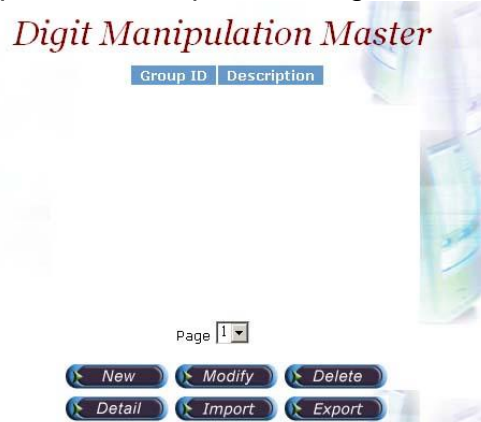 Digit Manipulation Master
Group ID Description
Page 1
New Modify Delete
Detail Import Export